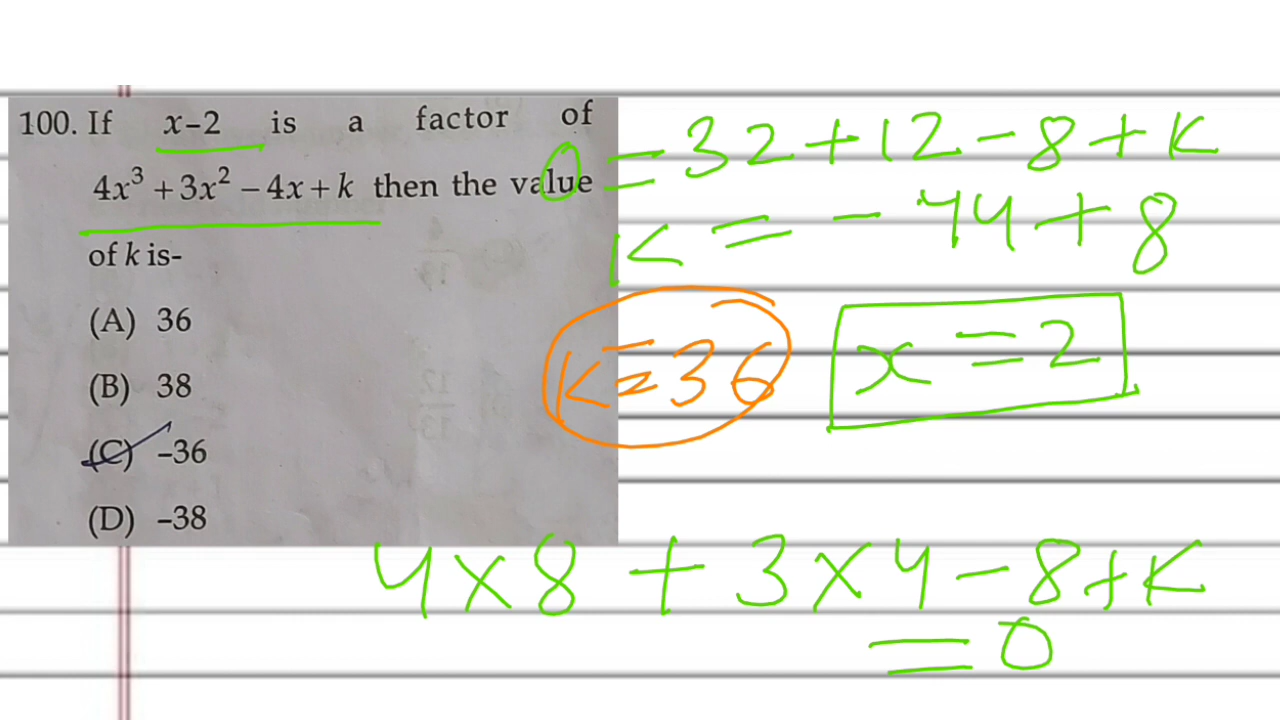 100. If x-2 is a factor of
4x³ + 3x² - 4x + k then the value
of k is-
(A) 36
(B) 38
(C) -36
(D) -38
0 = 32 + 12 - 8 + K
K = - 44 + 8
K = 36
x = 2
4 x 8 + 3 x 4 - 8 + K
= 0